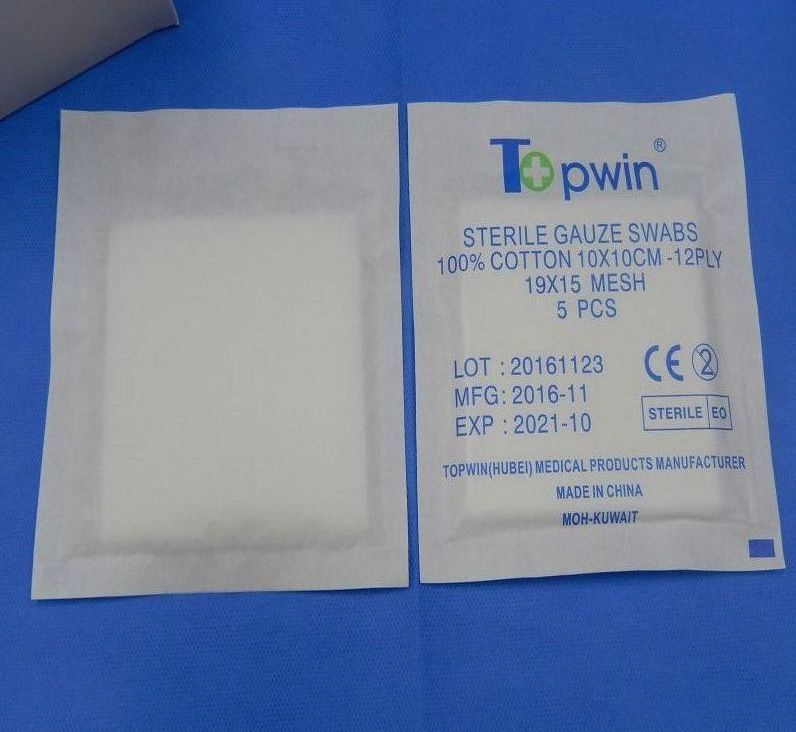 Topwin®
STERILE GAUZE SWABS
100% COTTON 10X10CM -12PLY
19X15 MESH
5 PCS
LOT : 20161123
MFG: 2016-11
EXP : 2021-10
CE 2
STERILE EO
TOPWIN(HUBEI) MEDICAL PRODUCTS MANUFACTURER
MADE IN CHINA
MOH-KUWAIT